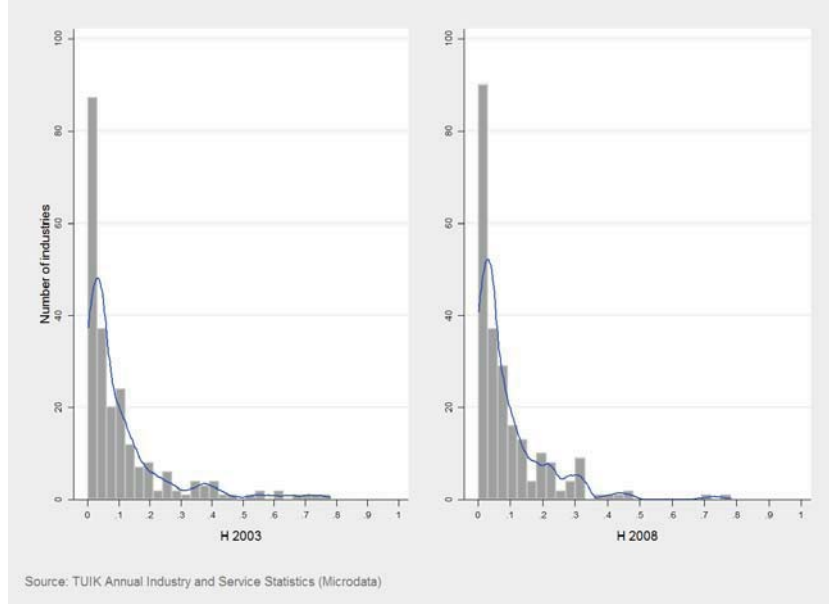 Number of industries
100
80
60
40
20
0
0 .1 .2 .3 .4 .5 .6 .7 .8 .9 1
H 2003
100
80
60
40
20
0
0 .1 .2 .3 .4 .5 .6 .7 .8 .9 1
H 2008
Source: TUIK Annual Industry and Service Statistics (Microdata)